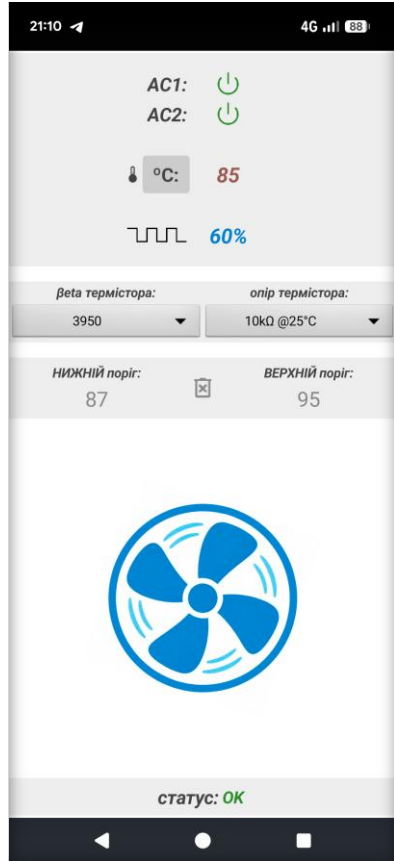 21:10 4G 88
AC1:
AC2:
°C: 85
60%
βeta термістора: опір термістора:
3950 10kΩ @25°C
НИЖНІЙ поріг: ВЕРХНІЙ поріг:
87 95
статус: OK